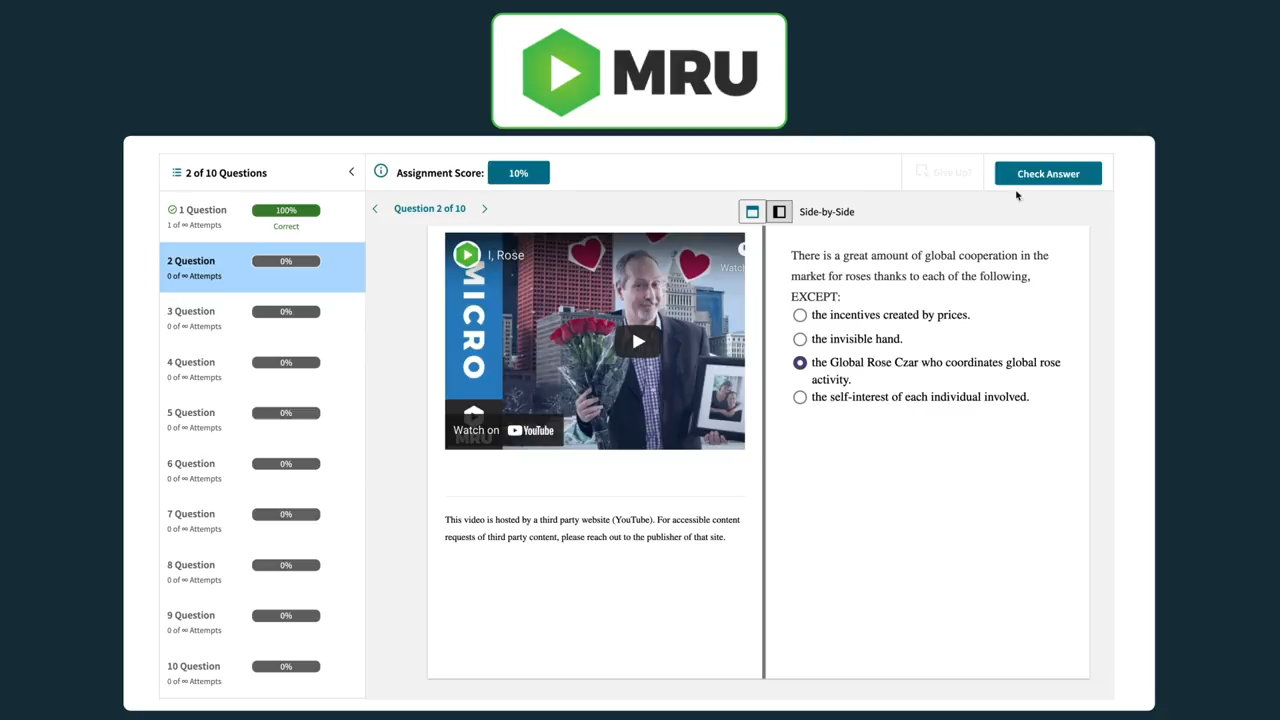 MRU
2 of 10 Questions
Assignment Score: 10%
Give Up?
Check Answer
1 Question 100%
1 of ∞ Attempts Correct
2 Question 0%
0 of ∞ Attempts
3 Question 0%
0 of ∞ Attempts
4 Question 0%
0 of ∞ Attempts
5 Question 0%
0 of ∞ Attempts
6 Question 0%
0 of ∞ Attempts
7 Question 0%
0 of ∞ Attempts
8 Question 0%
0 of ∞ Attempts
9 Question 0%
0 of ∞ Attempts
10 Question 0%
0 of ∞ Attempts
Question 2 of 10
Side-by-Side
I, Rose
MICRO
MRU
Watch on YouTube
This video is hosted by a third party website (YouTube). For accessible content
requests of third party content, please reach out to the publisher of that site.
There is a great amount of global cooperation in the
market for roses thanks to each of the following,
EXCEPT:
the incentives created by prices.
the invisible hand.
the Global Rose Czar who coordinates global rose
activity.
the self-interest of each individual involved.